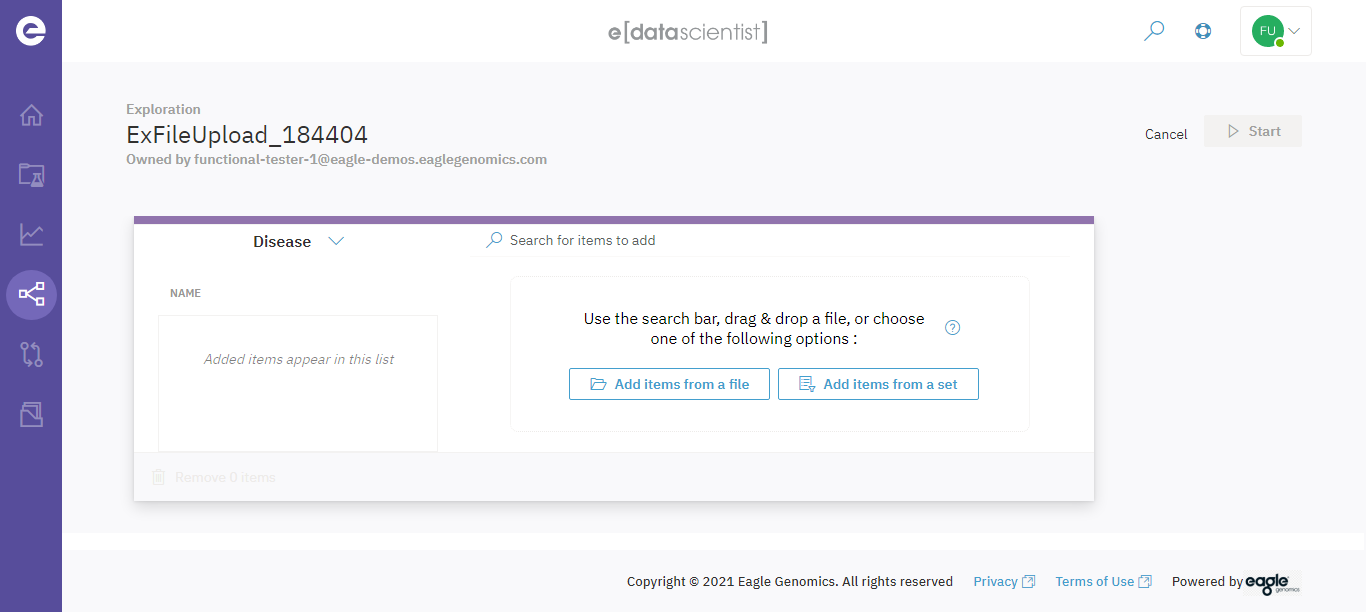 e[datascientist]
FU
Exploration
ExFileUpload_184404
Owned by functional-tester-1@eagle-demos.eaglegenomics.com
Cancel
Start
Disease
Search for items to add
NAME
Added items appear in this list
Use the search bar, drag & drop a file, or choose
one of the following options :
?
Add items from a file
Add items from a set
Remove 0 items
Copyright © 2021 Eagle Genomics. All rights reserved
Privacy
Terms of Use
Powered by eagle genomics